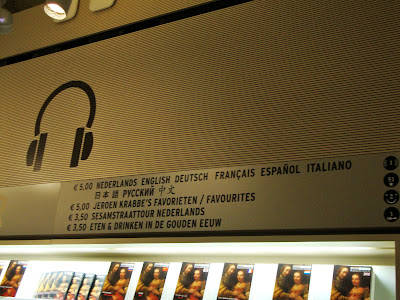 € 5,00 NEDERLANDS ENGLISH DEUTSCH FRANÇAIS ESPAÑOL ITALIANO
日本語 РУССКИЙ 中文
€ 5,00 JEROEN KRABBE'S FAVORIETEN / FAVOURITES
€ 3,50 SESAMSTRAATTOUR NEDERLANDS
€ 3,50 ETEN & DRINKEN IN DE GOUDEN EEUW